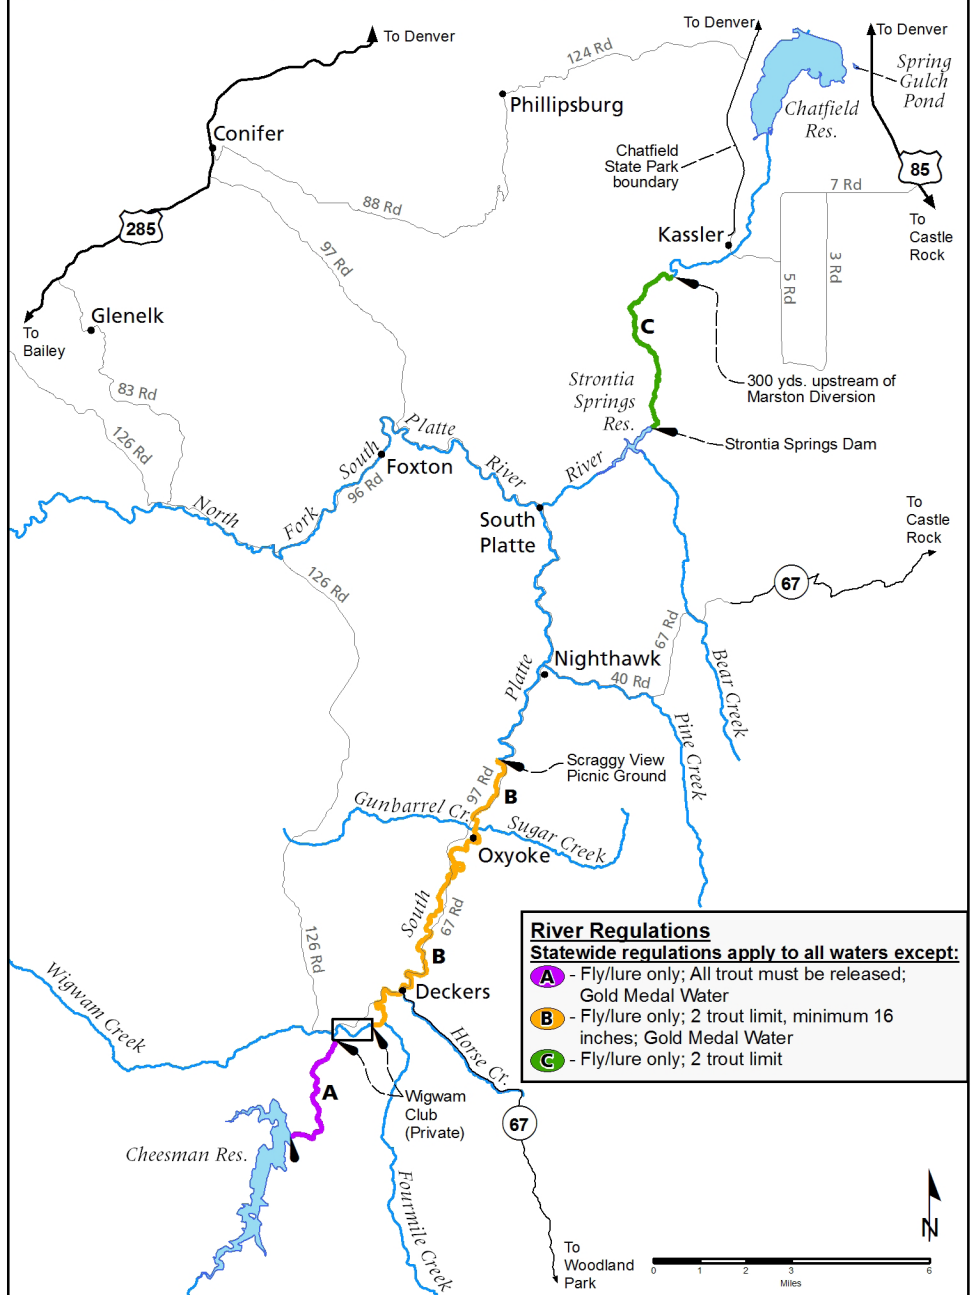 To Denver
To Denver
To Denver
124 Rd
Spring
Gulch
Pond
Phillipsburg
Chatfield
Res.
Conifer
Chatfield
State Park
boundary
85
7 Rd
88 Rd
285
To
Castle
Rock
Kassler
97 Rd
5 Rd
3 Rd
Glenelk
To
Bailey
C
300 yds. upstream of
Marston Diversion
83 Rd
Strontia
Springs
Res.
126 Rd
Platte
Strontia Springs Dam
South
Foxton
River
River
96 Rd
North
Fork
South
Platte
To
Castle
Rock
126 Rd
67
67 Rd
Nighthawk
40 Rd
Platte
Bear Creek
Pine Creek
Scraggy View
Picnic Ground
97 Rd
B
Gunbarrel Cr.
Sugar Creek
Oxyoke
South
67 Rd
126 Rd
B
River Regulations
Statewide regulations apply to all waters except:
A - Fly/lure only; All trout must be released;
Gold Medal Water
B - Fly/lure only; 2 trout limit, minimum 16
inches; Gold Medal Water
C - Fly/lure only; 2 trout limit
Wigwam Creek
Deckers
Horse Cr.
A
Wigwam
Club
(Private)
67
Cheesman Res.
Fourmile Creek
N
To
Woodland
Park
0 1 2 3 6
Miles